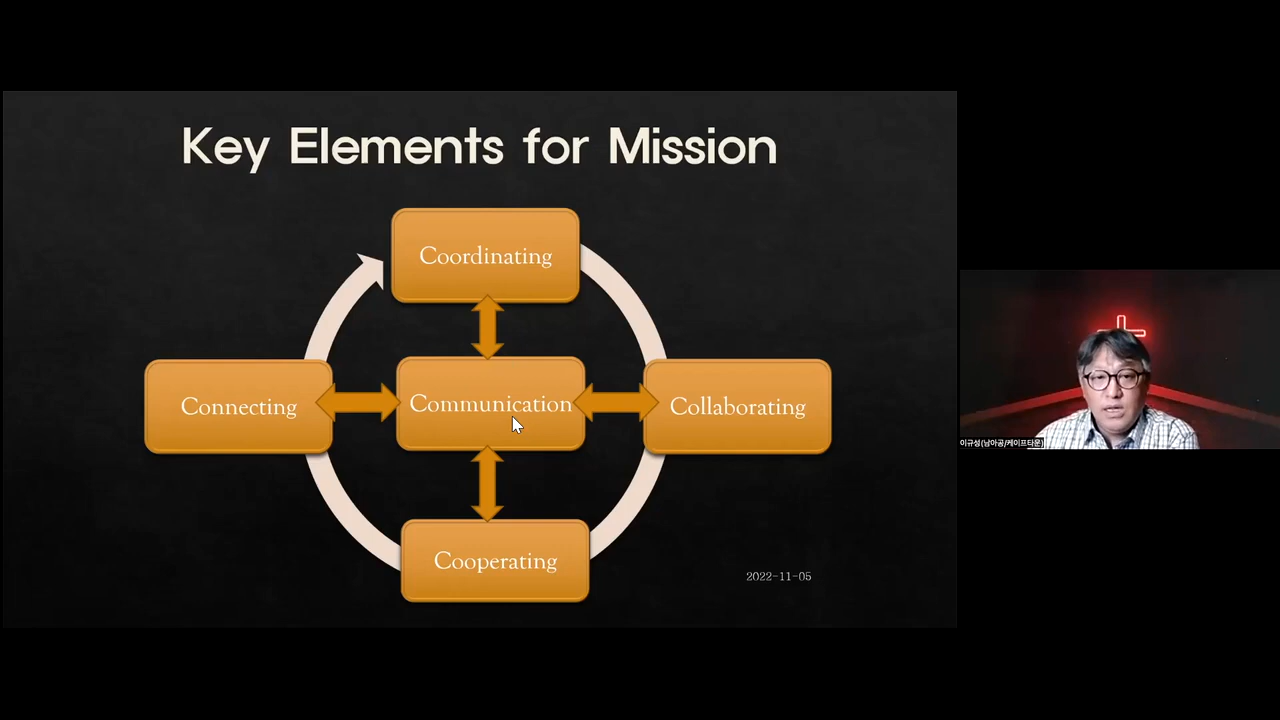 Key Elements for Mission
Coordinating
Connecting
Communication
Collaborating
Cooperating
2022-11-05
이규성(남아공/케이프타운)